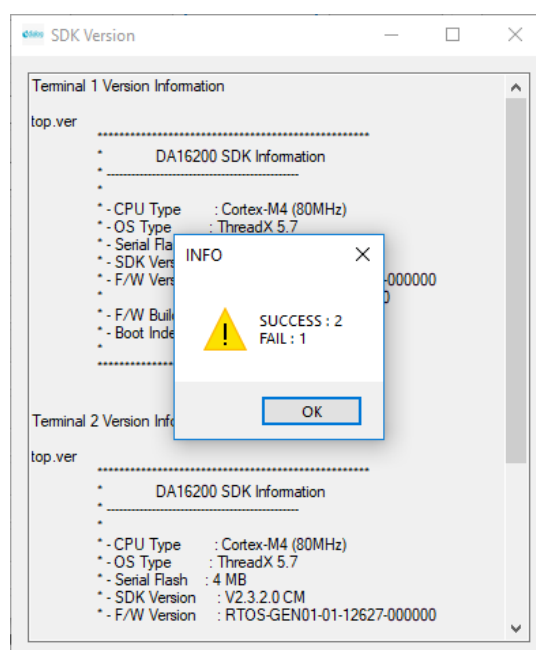 dialog SDK Version
Terminal 1 Version Information
top.ver
*****************************************************
* DA16200 SDK Information
* ------------------------------------------------
*
* - CPU Type : Cortex-M4 (80MHz)
* - OS Type : ThreadX 5.7
* - Serial Fla
* - SDK Vers
* - F/W Vers -000000
*
* - F/W Buil
* - Boot Inde
*
INFO
SUCCESS : 2
FAIL : 1
OK
Terminal 2 Version Info
top.ver
*****************************************************
* DA16200 SDK Information
* ------------------------------------------------
*
* - CPU Type : Cortex-M4 (80MHz)
* - OS Type : ThreadX 5.7
* - Serial Flash : 4 MB
* - SDK Version : V2.3.2.0 CM
* - F/W Version : RTOS-GEN01-01-12627-000000